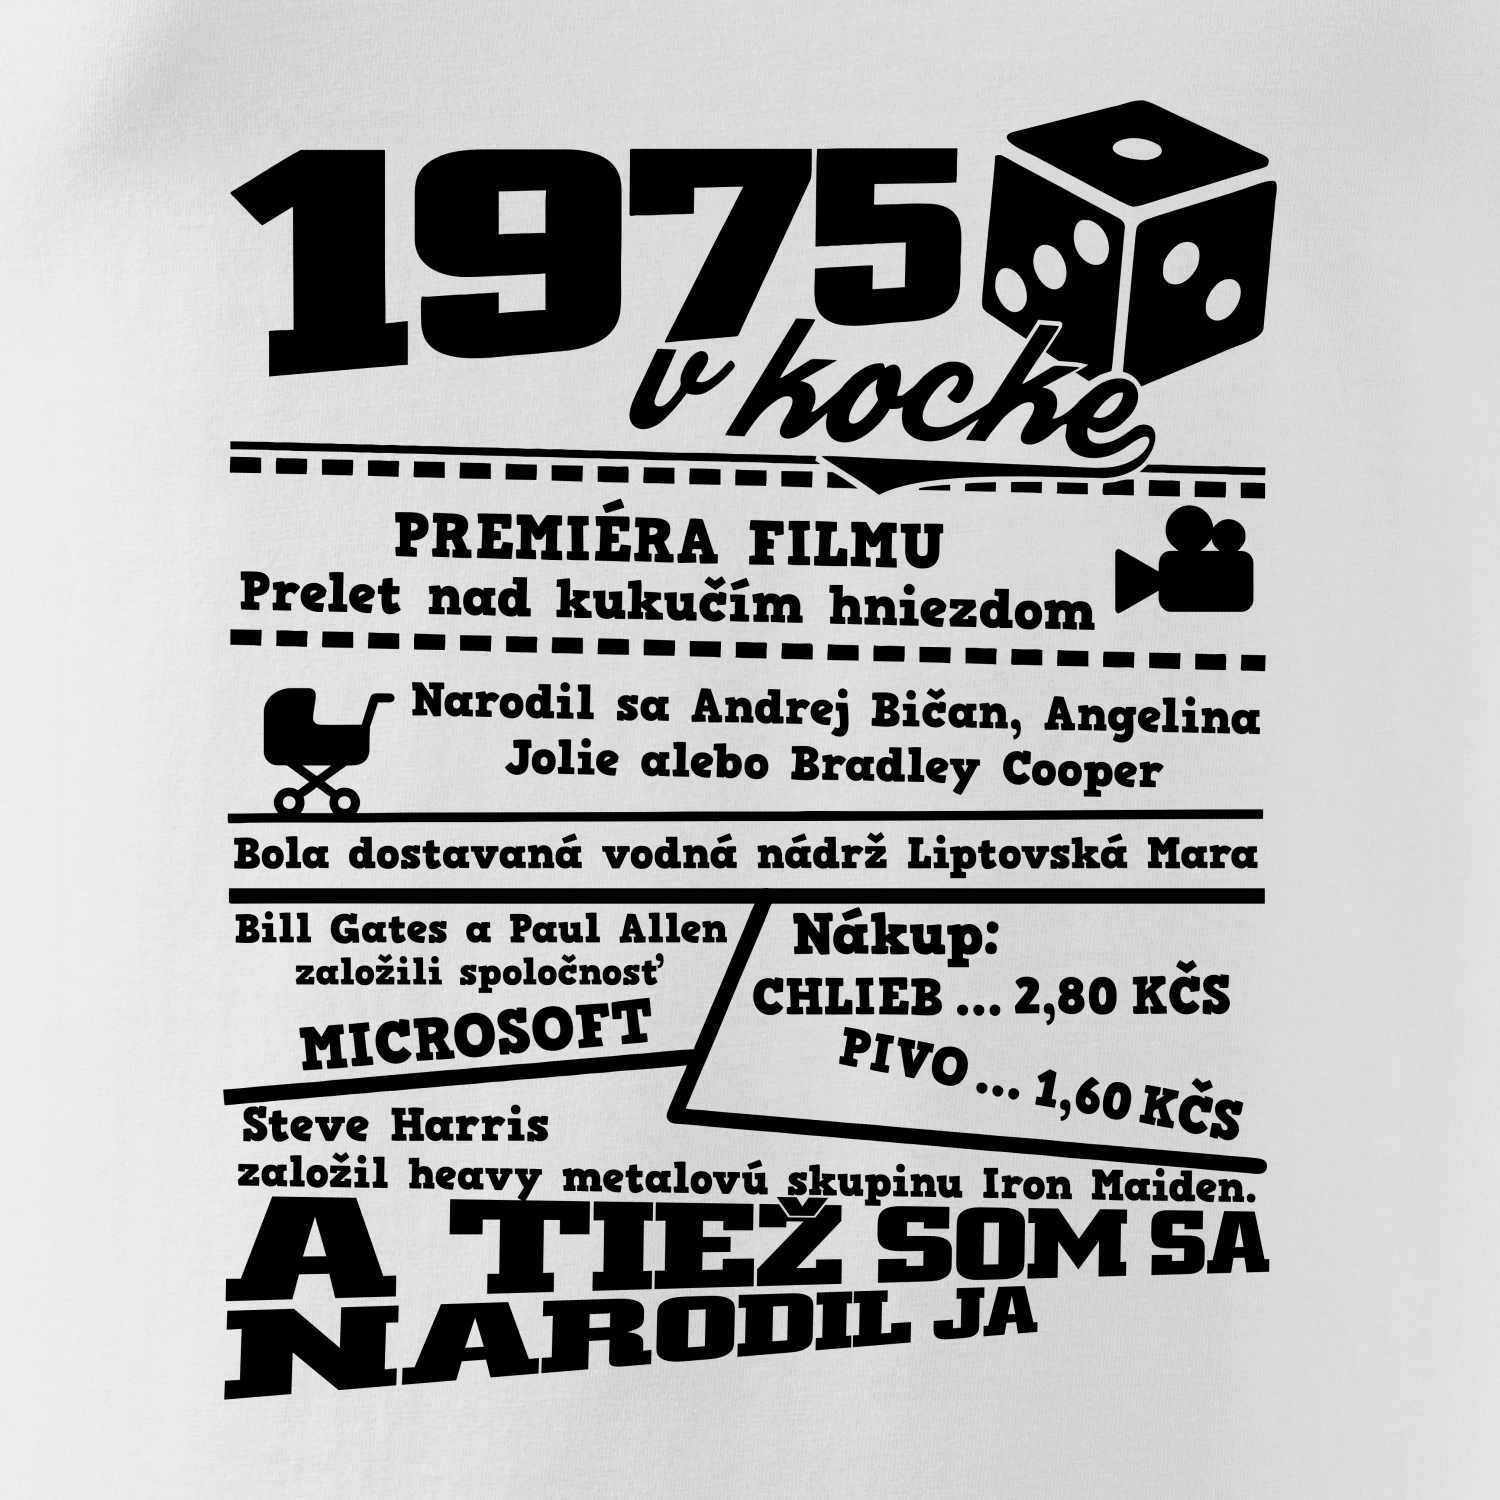 1975
v kocke
PREMIÉRA FILMU
Prelet nad kukučím hniezdom
Narodil sa Andrej Bičan, Angelina
Jolie alebo Bradley Cooper
Bola dostavaná vodná nádrž Liptovská Mara
Bill Gates a Paul Allen
založili spoločnosť
MICROSOFT
Nákup:
CHLIEB ... 2,80 KČS
PIVO ... 1,60 KČS
Steve Harris
založil heavy metalovú skupinu Iron Maiden.
A TIEŽ SOM SA
NARODIL JA